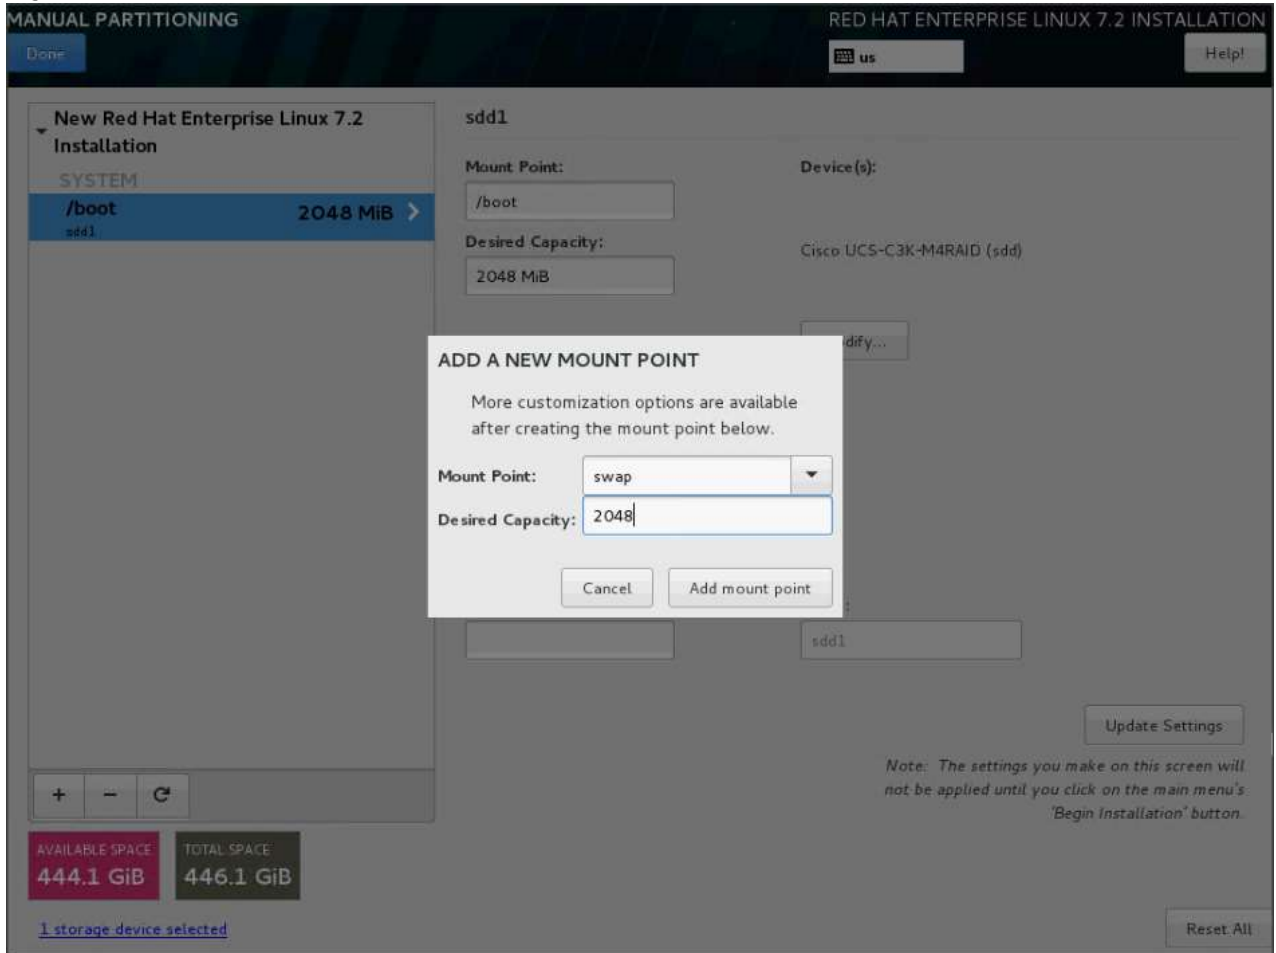 MANUAL PARTITIONING
RED HAT ENTERPRISE LINUX 7.2 INSTALLATION
Done
us
Help!
New Red Hat Enterprise Linux 7.2
Installation
SYSTEM
/boot
2048 MiB
sdd1
sdd1
Mount Point:
/boot
Desired Capacity:
2048 MiB
Device(s):
Cisco UCS-C3K-M4RAID (sdd)
dify...
ADD A NEW MOUNT POINT
More customization options are available
after creating the mount point below.
Mount Point:
swap
Desired Capacity:
2048
Cancel
Add mount point
:
sdd1
Update Settings
Note: The settings you make on this screen will
not be applied until you click on the main menu's
'Begin Installation' button.
+ -
AVAILABLE SPACE
444.1 GiB
TOTAL SPACE
446.1 GiB
1 storage device selected
Reset All